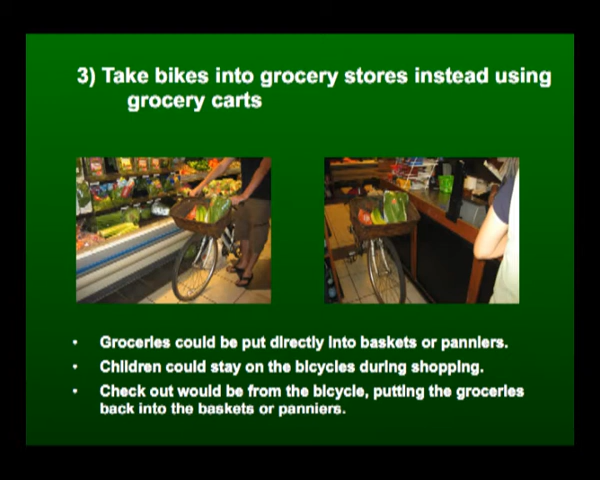 3) Take bikes into grocery stores instead using
grocery carts
• Groceries could be put directly into baskets or panniers.
• Children could stay on the bicycles during shopping.
• Check out would be from the bicycle, putting the groceries
back into the baskets or panniers.